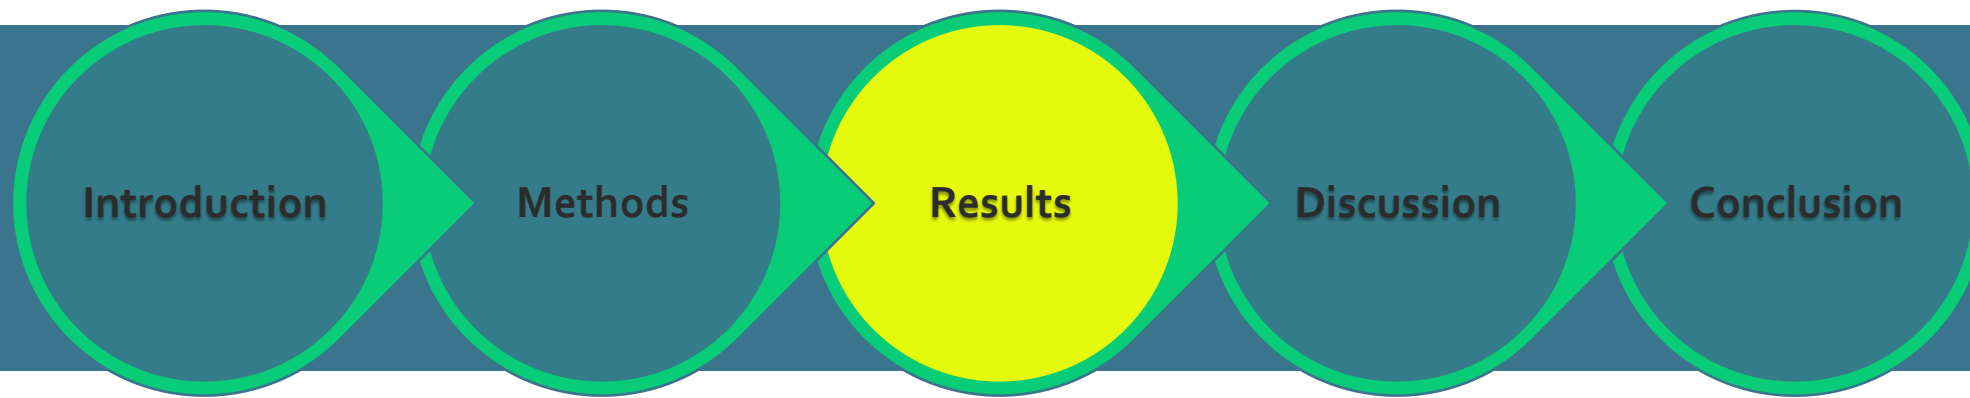 Introduction
Methods
Results
Discussion
Conclusion